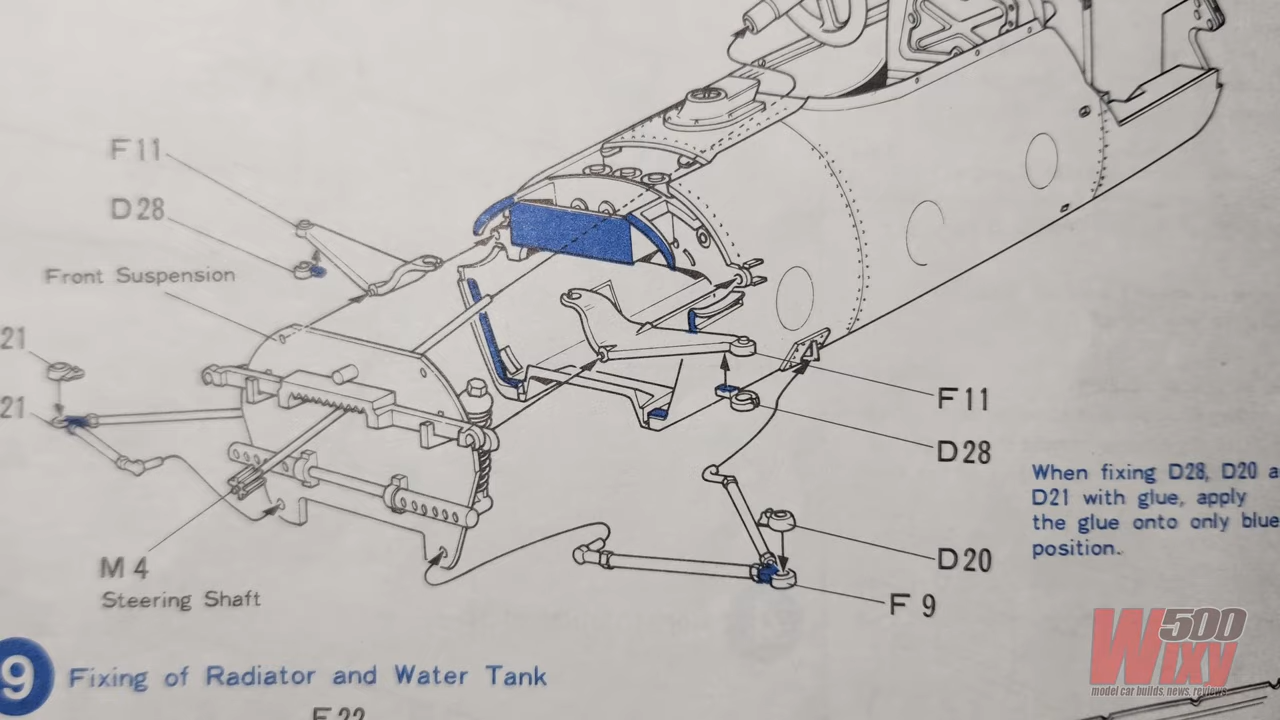 F11
D28
Front Suspension
21
21
F11
D28
When fixing D28, D20 a
D21 with glue, apply
the glue onto only blue
position.
D20
M4
Steering Shaft
F9
9 Fixing of Radiator and Water Tank
F22
Wixy500
model car builds, news, reviews